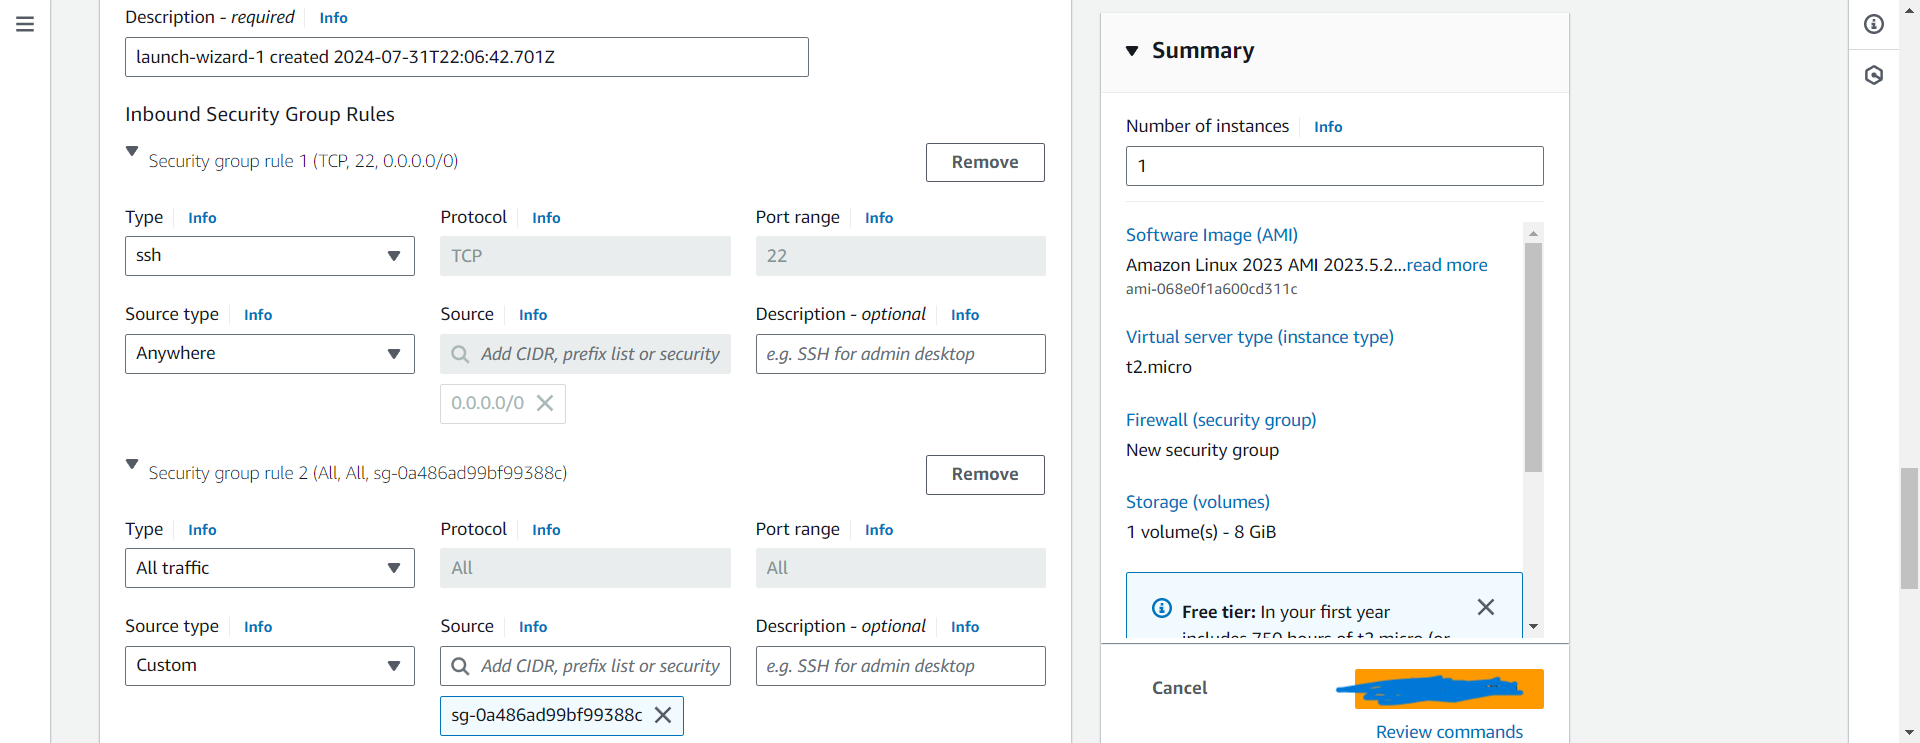 Description - required Info
launch-wizard-1 created 2024-07-31T22:06:42.701Z
Inbound Security Group Rules
Security group rule 1 (TCP, 22, 0.0.0.0/0)
Remove
Type Info Protocol Info Port range Info
ssh TCP 22
Source type Info Source Info Description - optional Info
Anywhere Add CIDR, prefix list or security e.g. SSH for admin desktop
0.0.0.0/0
Security group rule 2 (All, All, sg-0a486ad99bf99388c)
Remove
Type Info Protocol Info Port range Info
All traffic All All
Source type Info Source Info Description - optional Info
Custom Add CIDR, prefix list or security e.g. SSH for admin desktop
sg-0a486ad99bf99388c
Summary
Number of instances Info
1
Software Image (AMI)
Amazon Linux 2023 AMI 2023.5.2...read more
ami-068e0f1a600cd311c
Virtual server type (instance type)
t2.micro
Firewall (security group)
New security group
Storage (volumes)
1 volume(s) - 8 GiB
Free tier: In your first year
includes 750 hours of t2.micro (or
Cancel
Review commands